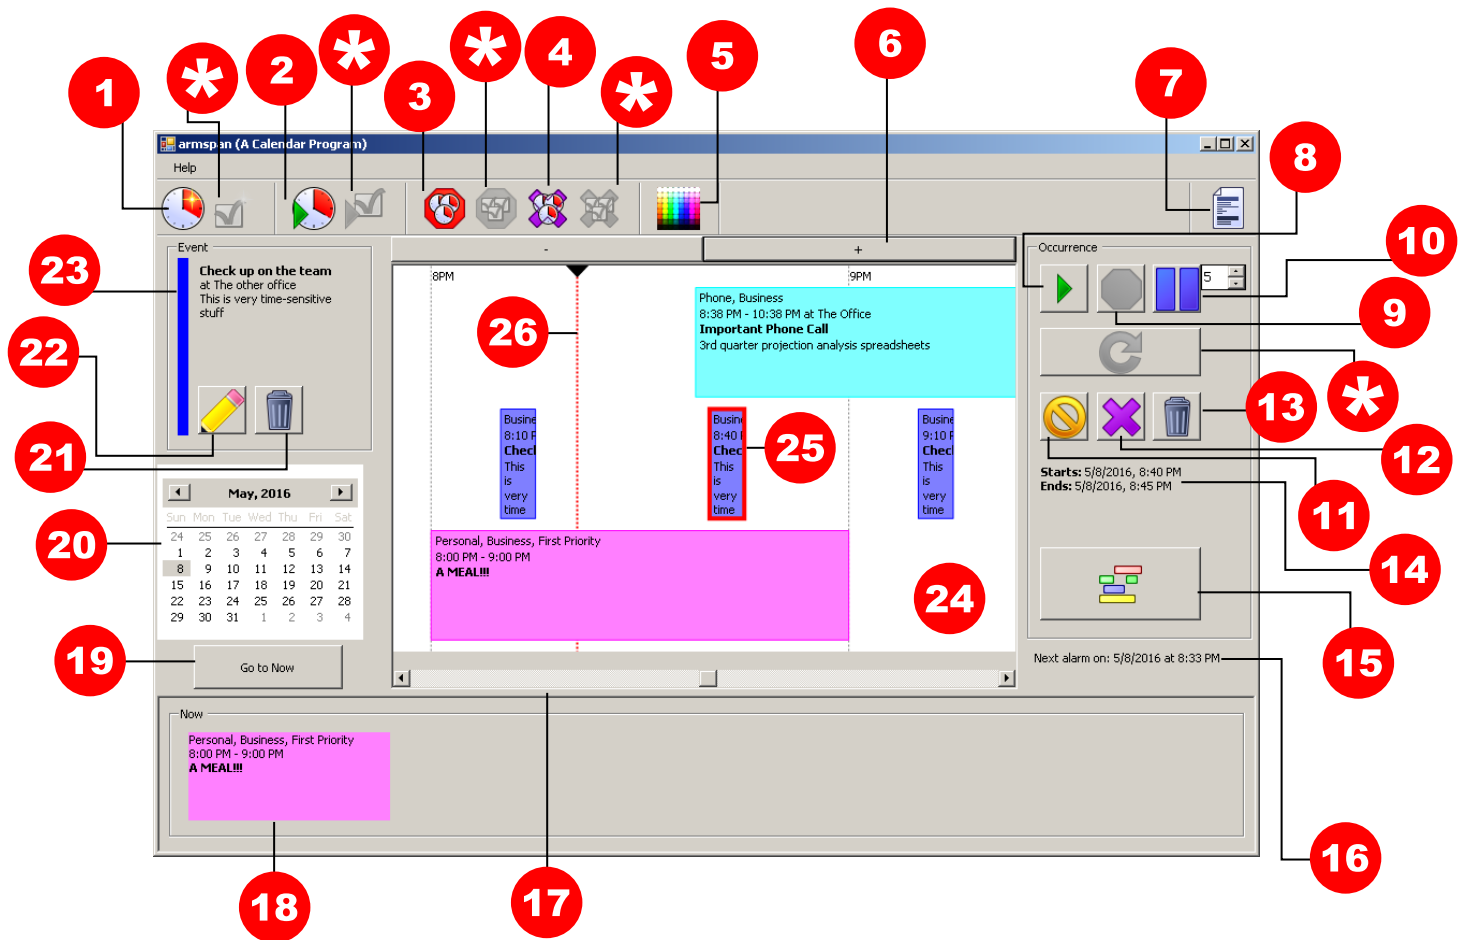 6
*
*
*
4
5
2
7
1
3
8
armspan (A Calendar Program)
Help
10
23
Event
-
+
Occurrence
Check up on the team
at The other office
This is very time-sensitive
stuff
8PM
9PM
5
26
Phone, Business
8:38 PM - 10:38 PM at The Office
Important Phone Call
3rd quarter projection analysis spreadsheets
9
22
*
13
21
Busine
8:10 P
Check
This
is
very
time
Busine
8:40 P
Check
This
is
very
time
25
Busine
9:10 P
Check
This
is
very
time
12
Starts: 5/8/2016, 8:40 PM
Ends: 5/8/2016, 8:45 PM
11
May, 2016
Sun Mon Tue Wed Thu Fri Sat
24 25 26 27 28 29 30
1 2 3 4 5 6 7
8 9 10 11 12 13 14
15 16 17 18 19 20 21
22 23 24 25 26 27 28
29 30 31 1 2 3 4
20
Personal, Business, First Priority
8:00 PM - 9:00 PM
A MEAL!!!
24
14
19
Go to Now
Next alarm on: 5/8/2016 at 8:33 PM
15
Now
Personal, Business, First Priority
8:00 PM - 9:00 PM
A MEAL!!!
16
18
17